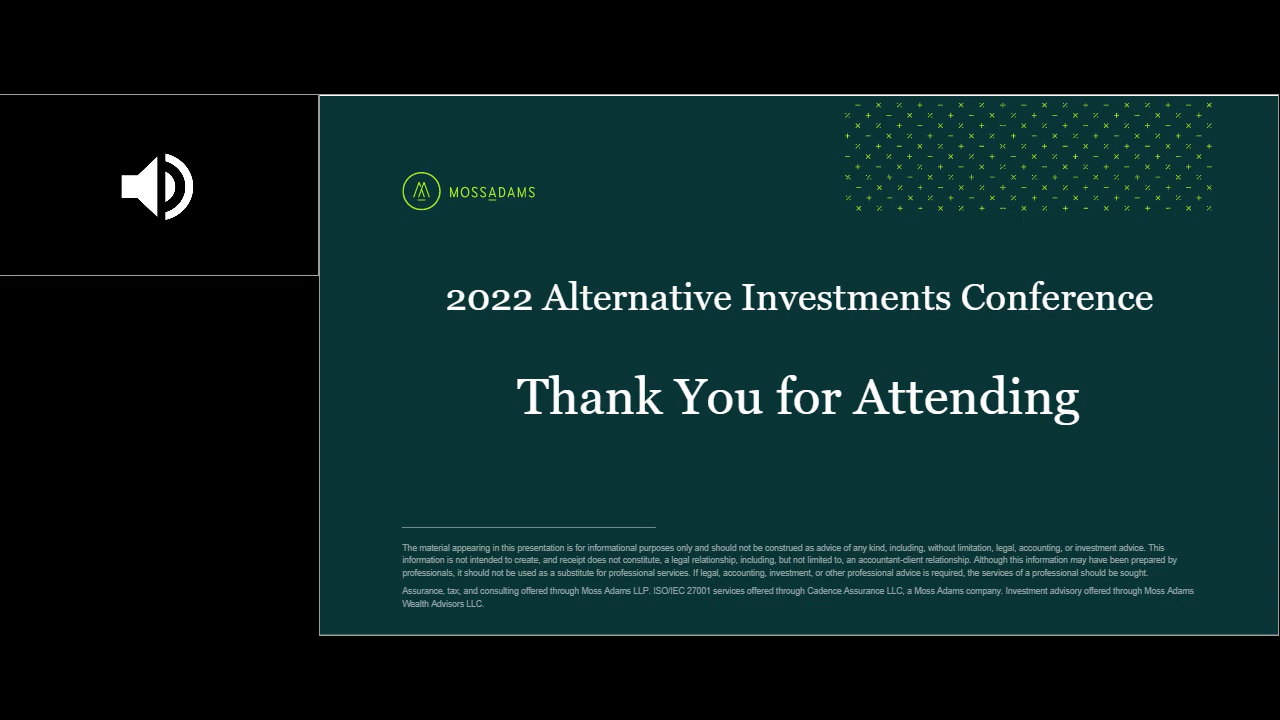 MOSSADAMS
2022 Alternative Investments Conference
Thank You for Attending
The material appearing in this presentation is for informational purposes only and should not be construed as advice of any kind, including, without limitation, legal, accounting, or investment advice. This
information is not intended to create, and receipt does not constitute, a legal relationship, including, but not limited to, an accountant-client relationship. Although this information may have been prepared by
professionals, it should not be used as a substitute for professional services. If legal, accounting, investment, or other professional advice is required, the services of a professional should be sought.
Assurance, tax, and consulting offered through Moss Adams LLP. ISO/IEC 27001 services offered through Cadence Assurance LLC, a Moss Adams company. Investment advisory offered through Moss Adams
Wealth Advisors LLC.